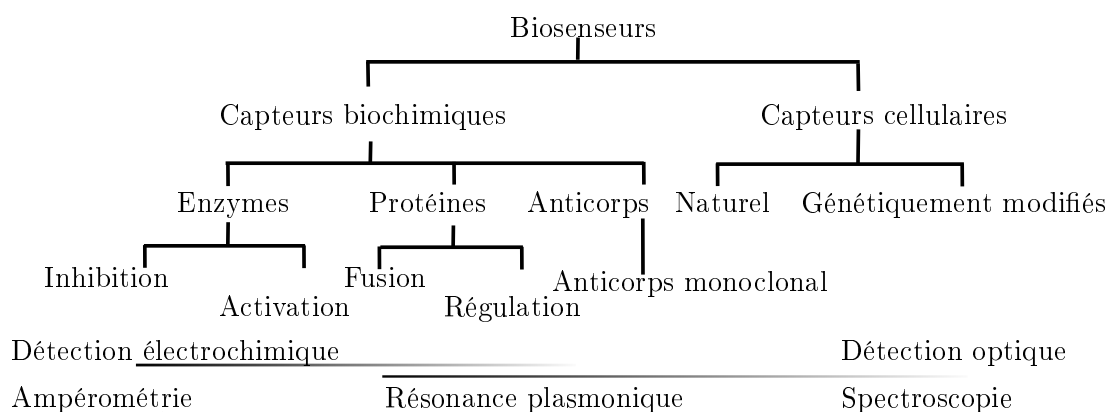 Biosenseurs
Capteurs biochimiques
Capteurs cellulaires
Enzymes
Protéines
Anticorps
Naturel
Génétiquement modifiés
Inhibition
Activation
Fusion
Régulation
Anticorps monoclonal
Détection électrochimique
Détection optique
Ampérométrie
Résonance plasmonique
Spectroscopie